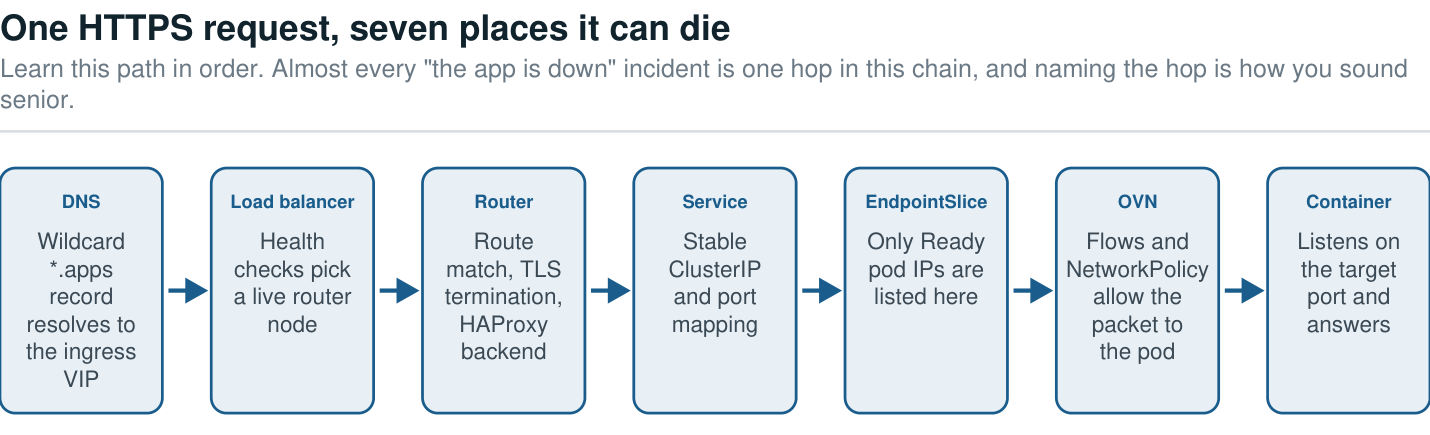 One HTTPS request, seven places it can die
Learn this path in order. Almost every "the app is down" incident is one hop in this chain, and naming the hop is how you sound
senior.
DNS
Wildcard
*.apps
record
resolves to
the ingress
VIP
Load balancer
Health
checks pick
a live router
node
Router
Route
match, TLS
termination,
HAProxy
backend
Service
Stable
ClusterIP
and port
mapping
EndpointSlice
Only Ready
pod IPs are
listed here
OVN
Flows and
NetworkPolicy
allow the
packet to
the pod
Container
Listens on
the target
port and
answers